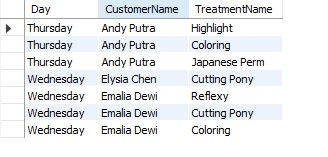 Day CustomerName TreatmentName
Thursday Andy Putra Highlight
Thursday Andy Putra Coloring
Thursday Andy Putra Japanese Perm
Wednesday Elysia Chen Cutting Pony
Wednesday Emalia Dewi Reflexy
Wednesday Emalia Dewi Cutting Pony
Wednesday Emalia Dewi Coloring